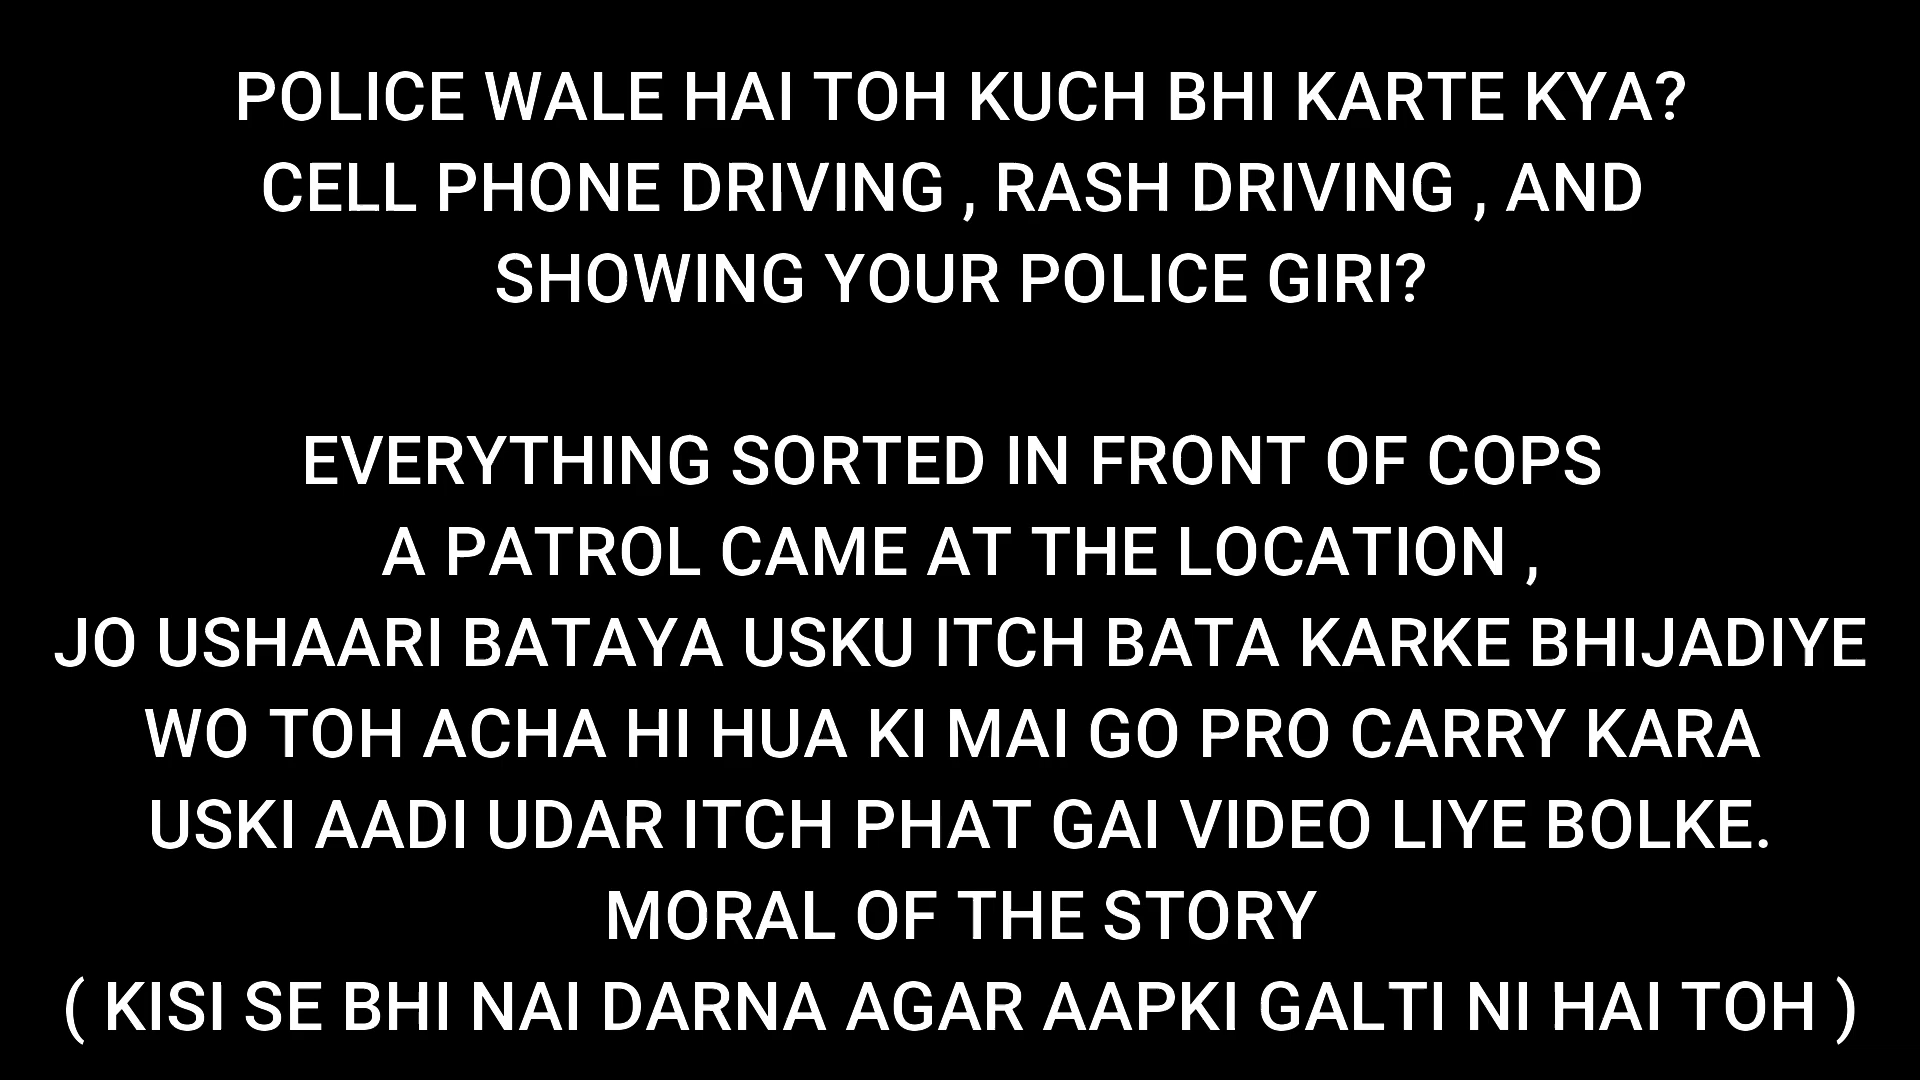 POLICE WALE HAI TOH KUCH BHI KARTE KYA?
CELL PHONE DRIVING , RASH DRIVING , AND
SHOWING YOUR POLICE GIRI?
EVERYTHING SORTED IN FRONT OF COPS
A PATROL CAME AT THE LOCATION ,
JO USHAARI BATAYA USKU ITCH BATA KARKE BHIJADIYE
WO TOH ACHA HI HUA KI MAI GO PRO CARRY KARA
USKI AADI UDAR ITCH PHAT GAI VIDEO LIYE BOLKE.
MORAL OF THE STORY
( KISI SE BHI NAI DARNA AGAR AAPKI GALTI NI HAI TOH )